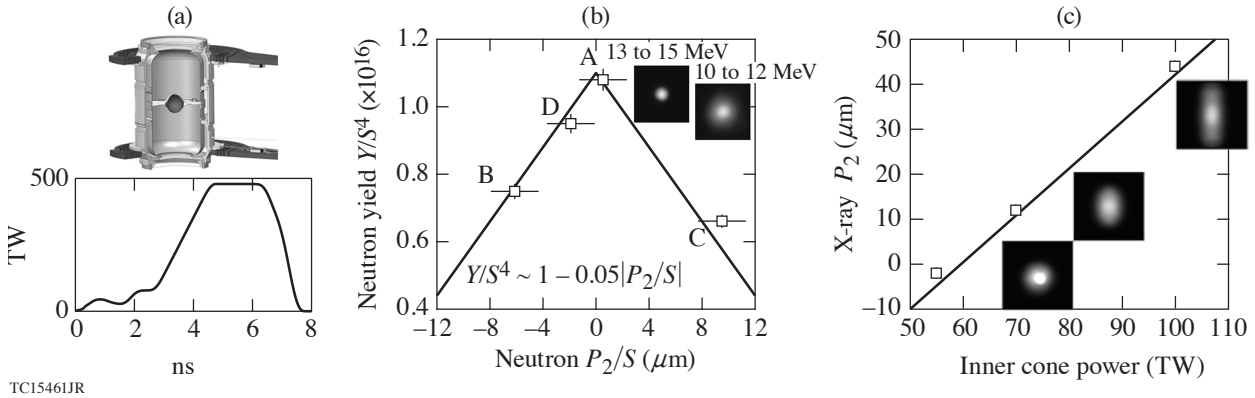 (a)
500
TW
0
0 2 4 6 8
ns
(b)
1.2
1.0
0.8
0.6
0.4
Neutron yield Y/S⁴ (×10¹⁶)
A
13 to 15 MeV
10 to 12 MeV
D
B
C
Y/S⁴ ~ 1 – 0.05|P₂/S|
–12 –8 –4 0 4 8 12
Neutron P₂/S (μm)
(c)
50
40
30
20
10
0
–10
X-ray P₂ (μm)
50 60 70 80 90 100 110
Inner cone power (TW)
TC15461JR